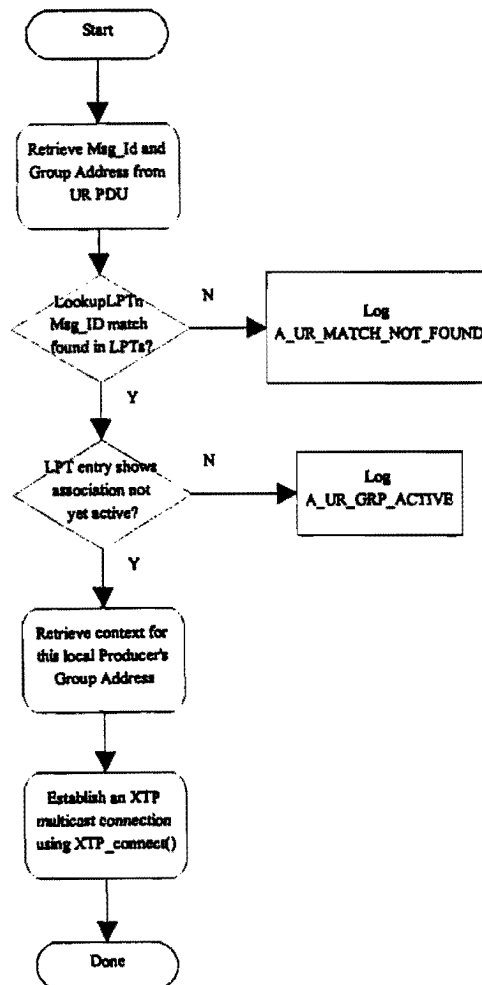 Start
Retrieve Msg_Id and
Group Address from
UR PDU
LookupLPTn
Msg_ID match
found in LPTs?
N
Log
A_UR_MATCH_NOT_FOUND
Y
LPT entry shows
association not
yet active?
N
Log
A_UR_GRP_ACTIVE
Y
Retrieve context for
this local Producer's
Group Address
Establish an XTP
multicast connection
using XTP_connect()
Done